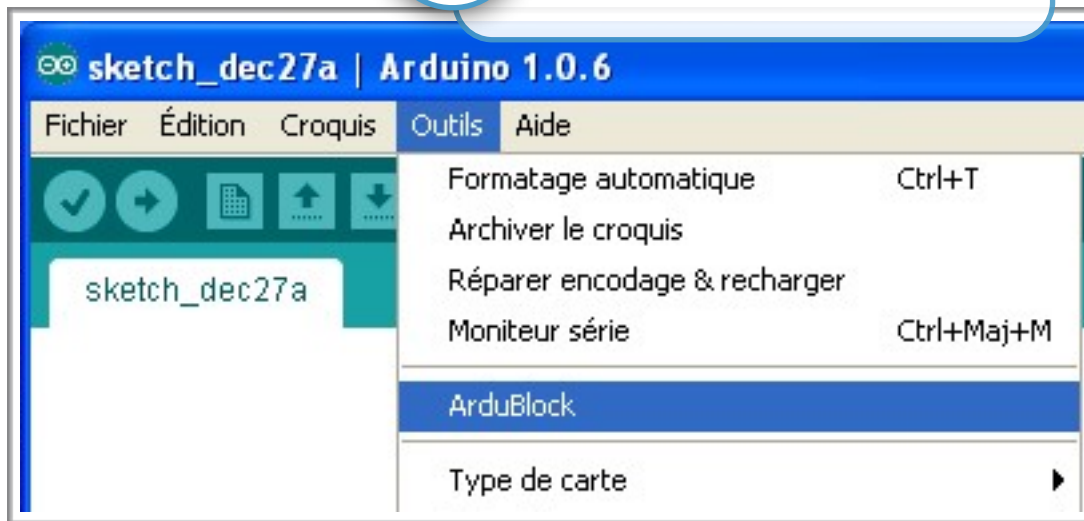 sketch_dec27a | Arduino 1.0.6
Fichier Édition Croquis Outils Aide
Formatage automatique Ctrl+T
Archiver le croquis
sketch_dec27a
Réparer encodage & recharger
Moniteur série Ctrl+Maj+M
ArduBlock
Type de carte